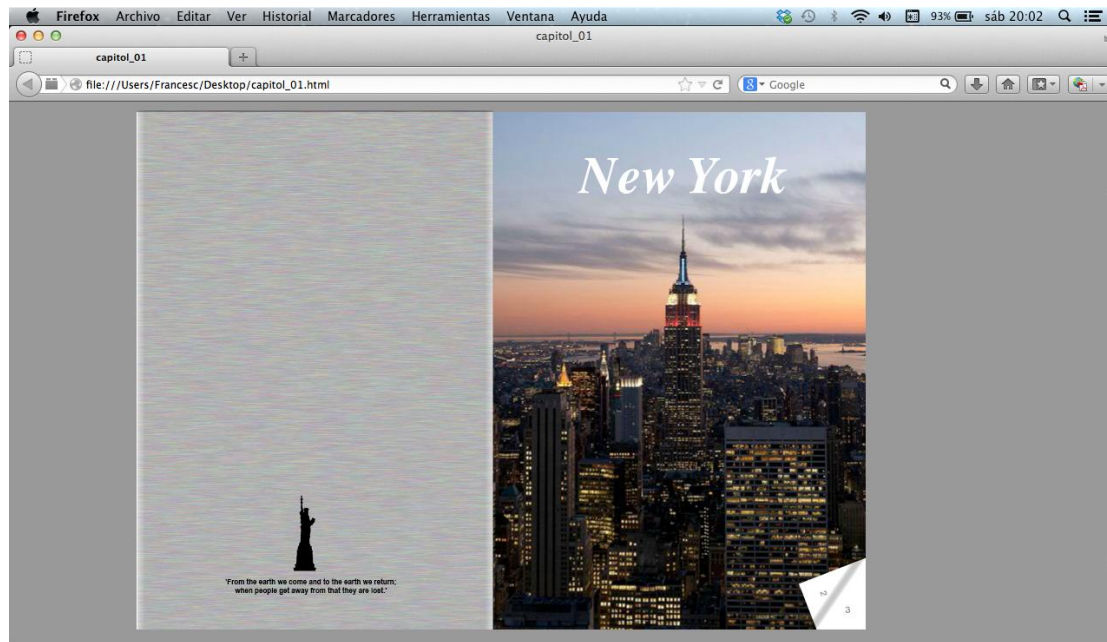 Firefox Archivo Editar Ver Historial Marcadores Herramientas Ventana Ayuda 93% sáb 20:02
capitol_01
capitol_01
file:///Users/Francesc/Desktop/capitol_01.html
Google
New York
'From the earth we come and to the earth we return;
when people get away from that they are lost.'
2
3